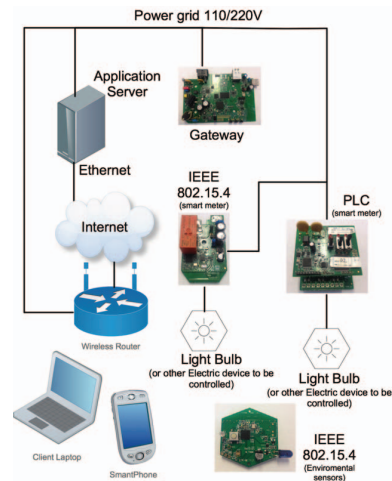 Power grid 110/220V
Application
Server
Gateway
Ethernet
IEEE
802.15.4
(smart meter)
PLC
(smart meter)
Internet
Wireless Router
Light Bulb
(or other Electric device to be
controlled)
Light Bulb
(or other Electric device to be
controlled)
Client Laptop
SmartPhone
IEEE
802.15.4
(Enviromental
sensors)